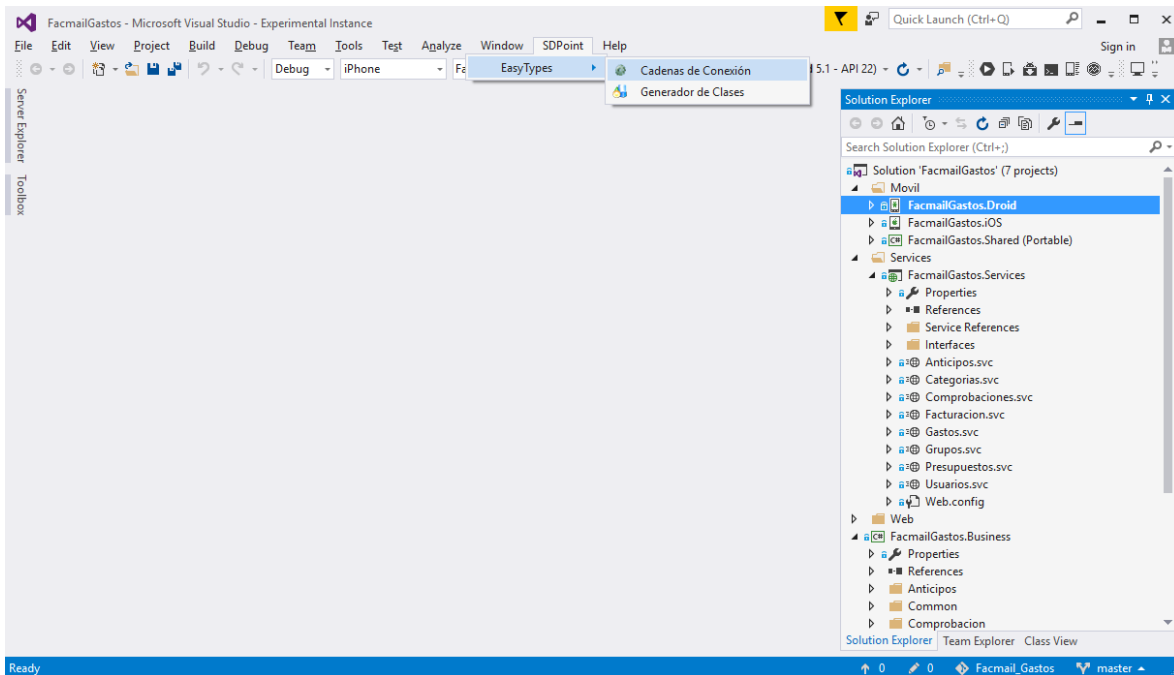 FacmailGastos - Microsoft Visual Studio - Experimental Instance
Quick Launch (Ctrl+Q)
File Edit View Project Build Debug Team Tools Test Analyze Window SDPoint Help
Sign in
Debug iPhone Fa
5.1 - API 22)
EasyTypes
Cadenas de Conexión
Generador de Clases
Server Explorer
Toolbox
Solution Explorer
Search Solution Explorer (Ctrl+;)
Solution 'FacmailGastos' (7 projects)
Movil
FacmailGastos.Droid
FacmailGastos.iOS
FacmailGastos.Shared (Portable)
Services
FacmailGastos.Services
Properties
References
Service References
Interfaces
Anticipos.svc
Categorias.svc
Comprobaciones.svc
Facturacion.svc
Gastos.svc
Grupos.svc
Presupuestos.svc
Usuarios.svc
Web.config
Web
FacmailGastos.Business
Properties
References
Anticipos
Common
Comprobacion
Solution Explorer Team Explorer Class View
Ready
0 0 Facmail_Gastos master